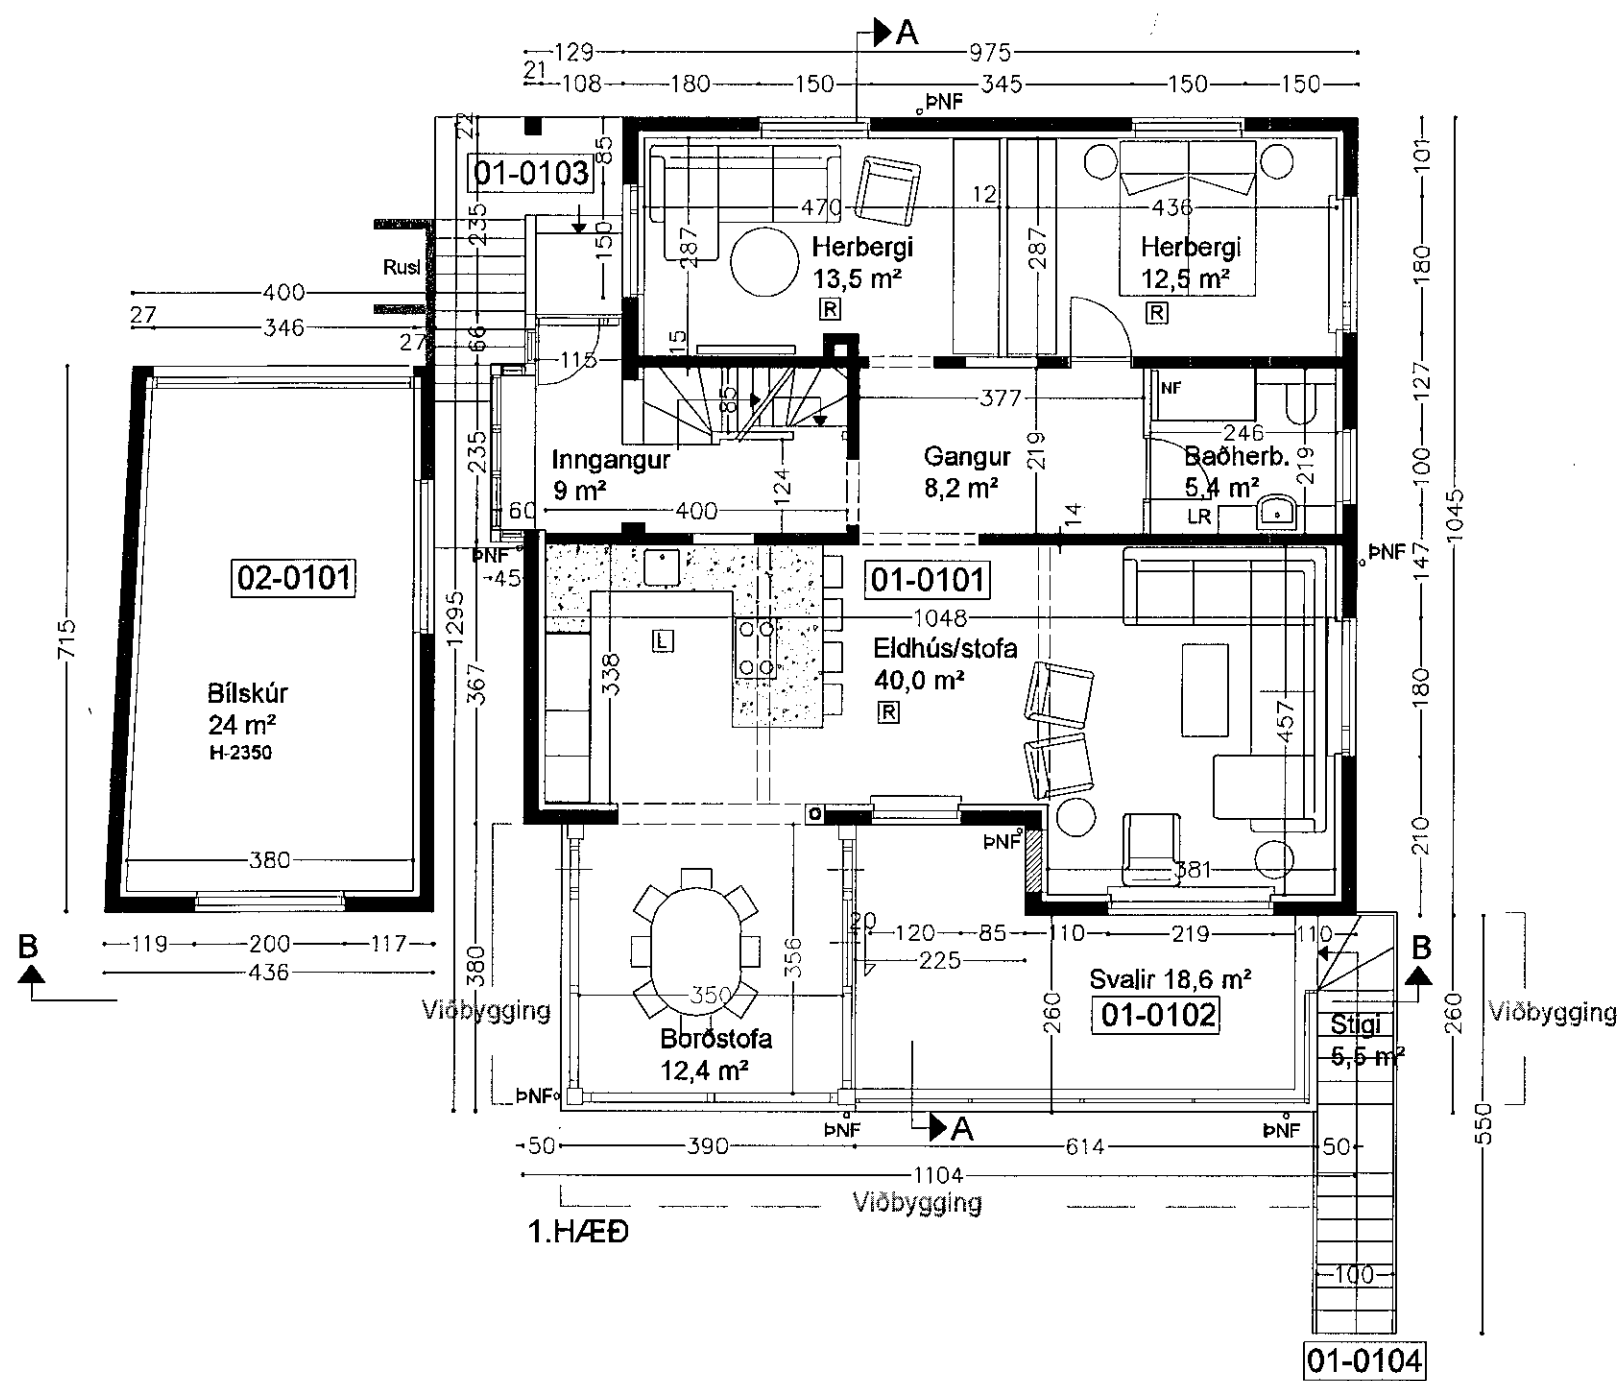 A
129
975
21
108
180
150
345
150
150
ÞNF
22
01-0103
85
101
235
150
470
12
436
Herbergi
13,5 m²
R
287
287
Herbergi
12,5 m²
R
180
Rusl
400
27
346
27
66
115
15
127
85
377
NF
246
Inngangur
9 m²
235
124
Gangur
8,2 m²
219
Baðherb.
5,4 m²
219
100
LR
60
400
14
1045
ÞNF
45
ÞNF
147
02-0101
01-0101
1048
1295
715
L
Eldhús/stofa
40,0 m²
R
338
367
457
180
Bílskúr
24 m²
H-2350
ÞNF
210
380
381
20
120
85
110
219
110
B
119
200
117
436
380
356
225
350
Svalir 18,6 m²
01-0102
260
B
Viðbygging
Borðstofa
12,4 m²
Stigi
5,5 m²
260
Viðbygging
ÞNF
ÞNF
A
ÞNF
550
50
390
614
50
1104
Viðbygging
1.HÆÐ
100
01-0104